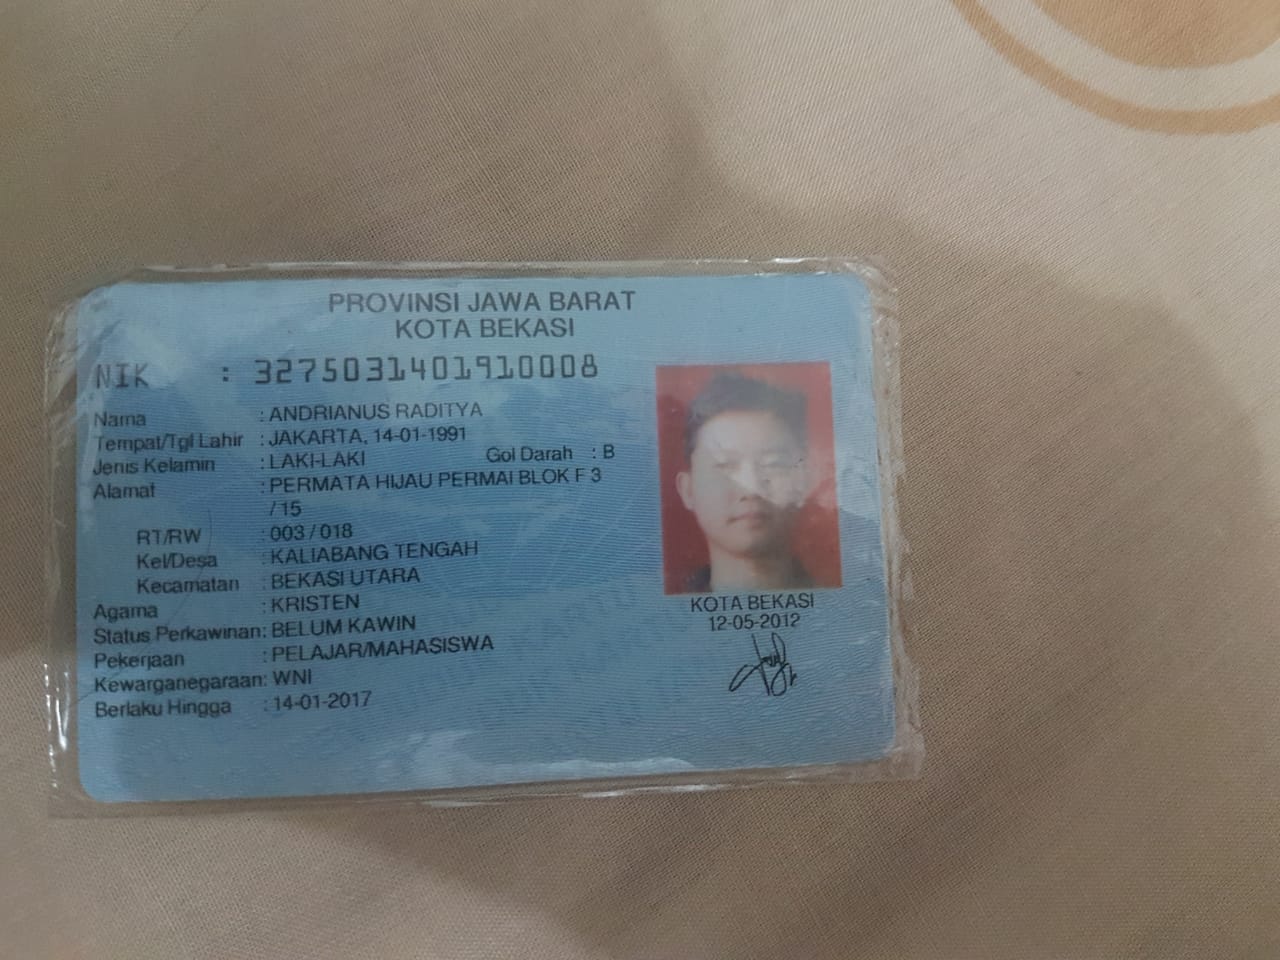 PROVINSI JAWA BARAT
KOTA BEKASI
NIK : 3275031401910008
Nama : ANDRIANUS RADITYA
Tempat/Tgl Lahir : JAKARTA, 14-01-1991
Jenis Kelamin : LAKI-LAKI Gol Darah : B
Alamat : PERMATA HIJAU PERMAI BLOK F 3
/ 15
RT/RW : 003 / 018
Kel/Desa : KALIABANG TENGAH
Kecamatan : BEKASI UTARA
Agama : KRISTEN
Status Perkawinan: BELUM KAWIN
Pekerjaan : PELAJAR/MAHASISWA
Kewarganegaraan: WNI
Berlaku Hingga : 14-01-2017
KOTA BEKASI
12-05-2012